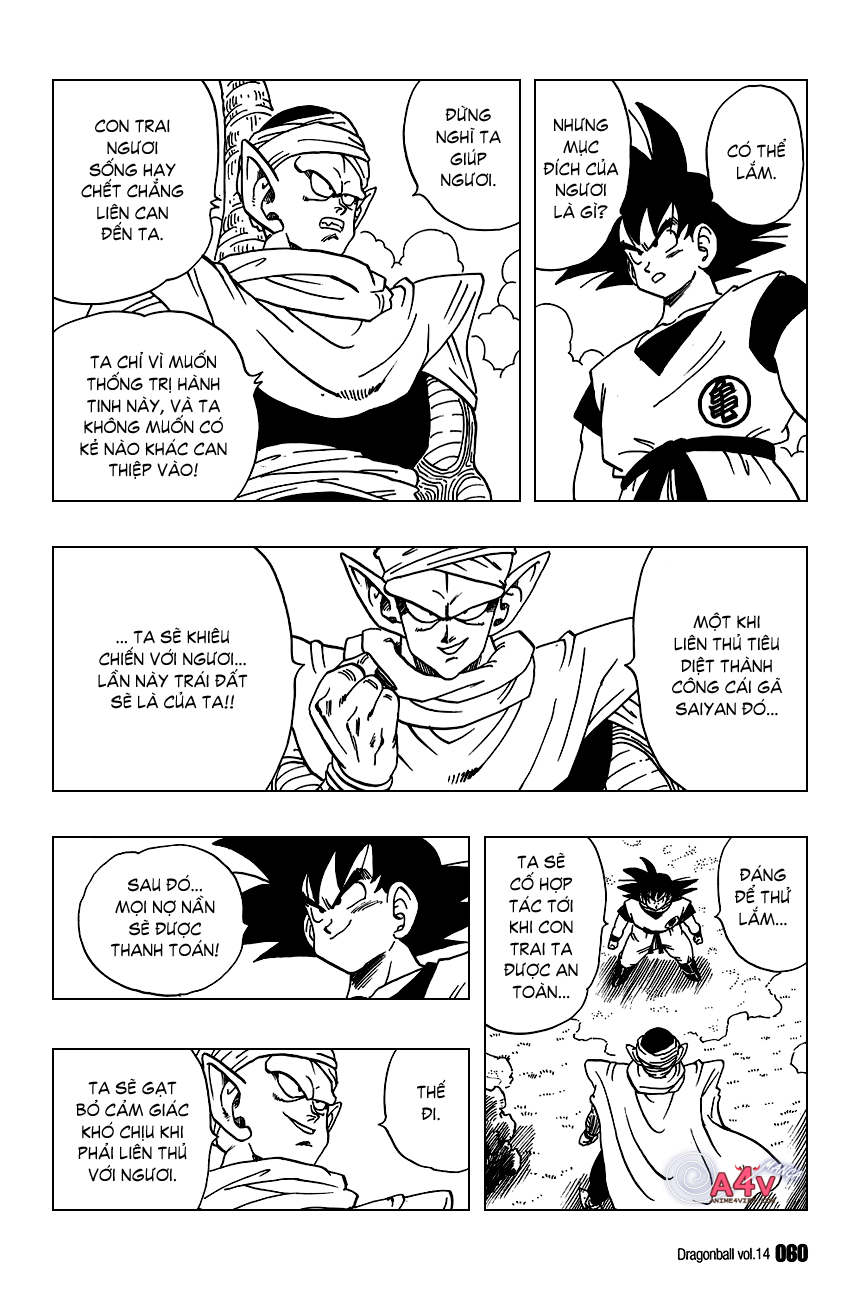 CÓ THỂ
LẮM.
NHƯNG
MỤC
ĐÍCH CỦA
NGƯƠI
LÀ GÌ?
ĐỪNG
NGHĨ TA
GIÚP
NGƯƠI.
CON TRAI
NGƯƠI
SỐNG HAY
CHẾT CHẲNG
LIÊN CAN
ĐẾN TA.
TA CHỈ VÌ MUỐN
THỐNG TRỊ HÀNH
TINH NÀY, VÀ TA
KHÔNG MUỐN CÓ
KẺ NÀO KHÁC CAN
THIỆP VÀO!
MỘT KHI
LIÊN THỦ TIÊU
DIỆT THÀNH
CÔNG CÁI GÃ
SAIYAN ĐÓ...
... TA SẼ KHIÊU
CHIẾN VỚI NGƯƠI...
LẦN NÀY TRÁI ĐẤT
SẼ LÀ CỦA TA!!
ĐÁNG
ĐỂ THỬ
LẮM...
TA SẼ
CỐ HỢP
TÁC TỚI
KHI CON
TRAI TA
ĐƯỢC AN
TOÀN...
SAU ĐÓ...
MỌI NỢ NẦN
SẼ ĐƯỢC
THANH TOÁN!
THẾ
ĐI.
TA SẼ GẠT
BỎ CẢM GIÁC
KHÓ CHỊU KHI
PHẢI LIÊN THỦ
VỚI NGƯƠI.
亀
A4V
Dragonball vol.14 060